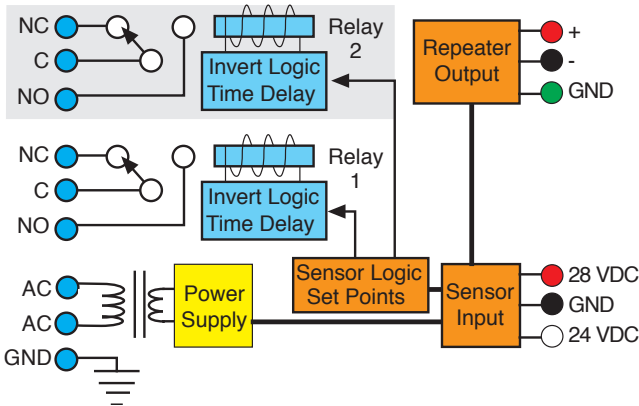 NC
C
NO
Relay
2
Invert Logic
Time Delay
Repeater
Output
+
-
GND
NC
C
NO
Relay
1
Invert Logic
Time Delay
AC
AC
GND
Power
Supply
Sensor Logic
Set Points
Sensor
Input
28 VDC
GND
24 VDC